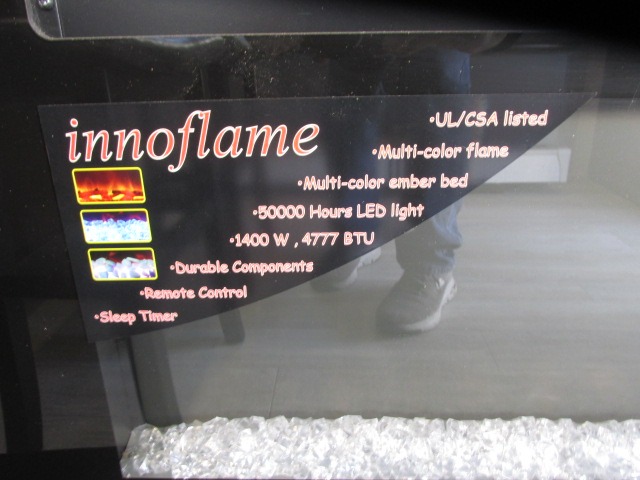 innoflame
•UL/CSA listed
•Multi-color flame
•Multi-color ember bed
•50000 Hours LED light
•1400 W , 4777 BTU
•Durable Components
•Remote Control
•Sleep Timer